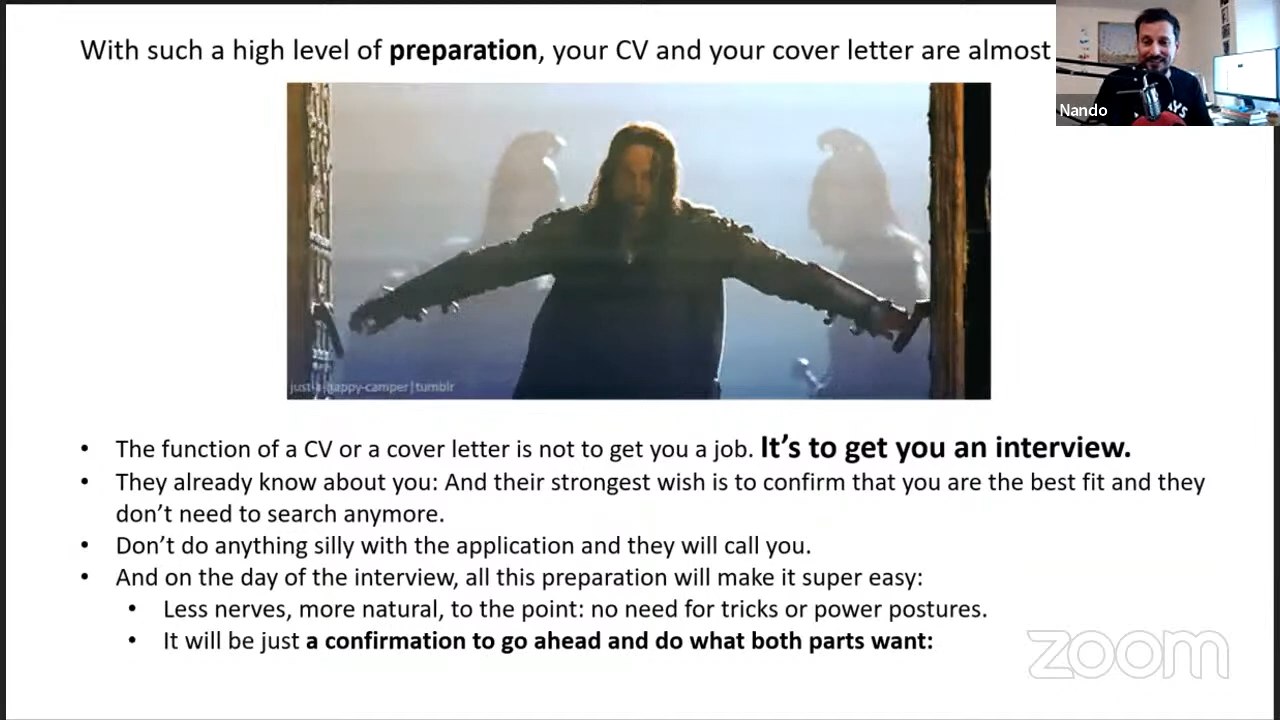 With such a high level of preparation, your CV and your cover letter are almost
Nando
just-a-happy-camper|tumblr
• The function of a CV or a cover letter is not to get you a job. It’s to get you an interview.
• They already know about you: And their strongest wish is to confirm that you are the best fit and they
don’t need to search anymore.
• Don’t do anything silly with the application and they will call you.
• And on the day of the interview, all this preparation will make it super easy:
• Less nerves, more natural, to the point: no need for tricks or power postures.
• It will be just a confirmation to go ahead and do what both parts want:
zoom